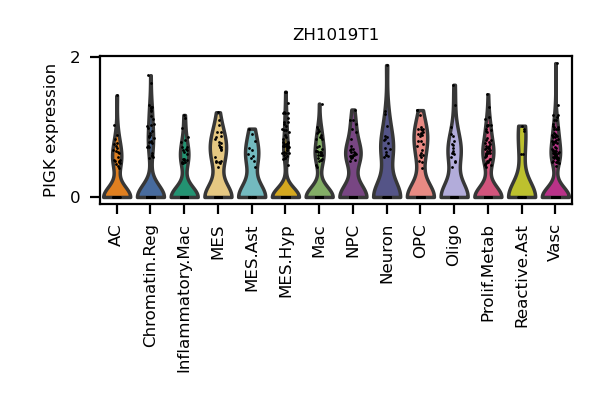 ZH1019T1
PIGK expression
2
0
AC
Chromatin.Reg
Inflammatory.Mac
MES
MES.Ast
MES.Hyp
Mac
NPC
Neuron
OPC
Oligo
Prolif.Metab
Reactive.Ast
Vasc